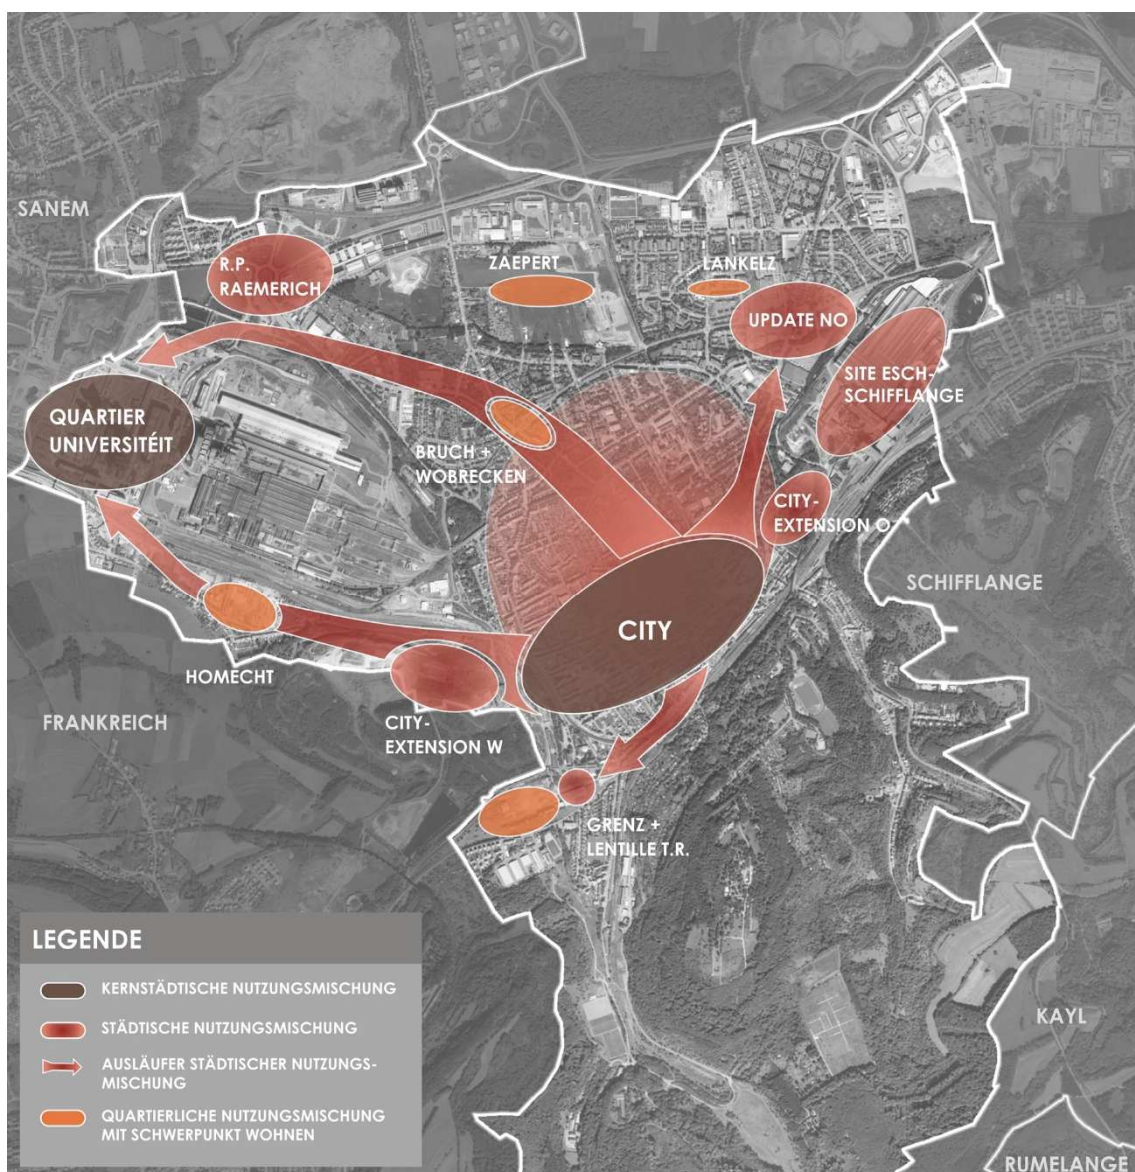 SANEM
R.P.
RAEMERICH
ZAEPERT
LANKELZ
UPDATE NO
SITE ESCH-
SCHIFFLANGE
QUARTIER
UNIVERSITÉIT
BRUCH +
WOBRECKEN
CITY-
EXTENSION O
SCHIFFLANGE
CITY
HOMECHT
FRANKREICH
CITY-
EXTENSION W
GRENZ +
LENTILLE T.R.
LEGENDE
KERNSTÄDTISCHE NUTZUNGSMISCHUNG
STÄDTISCHE NUTZUNGSMISCHUNG
AUSLÄUFER STÄDTISCHER NUTZUNGS-
MISCHUNG
QUARTIERLICHE NUTZUNGSMISCHUNG
MIT SCHWERPUNKT WOHNEN
KAYL
RUMELANGE